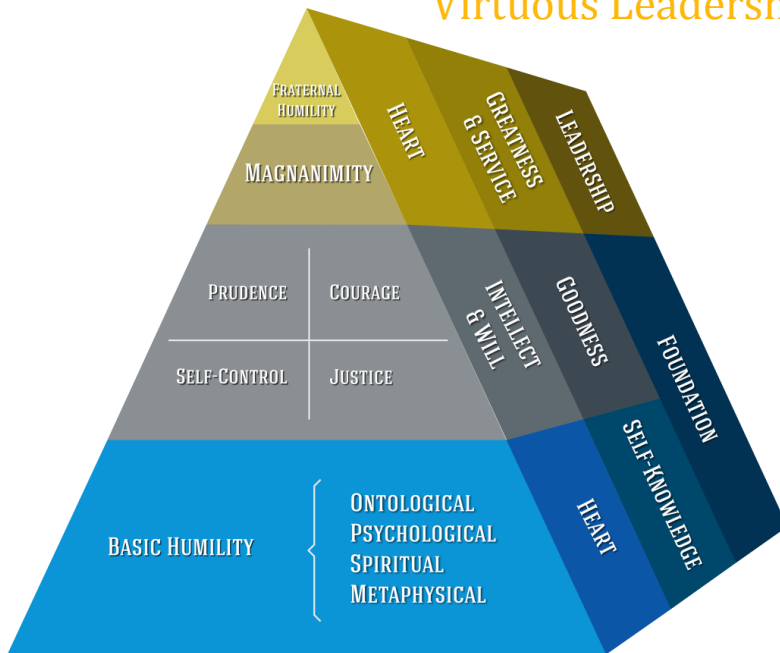 Virtuous Leadersh
FRATERNAL
HUMILITY
MAGNANIMITY
HEART
GREATNESS
& SERVICE
LEADERSHIP
PRUDENCE
COURAGE
SELF-CONTROL
JUSTICE
INTELLECT
& WILL
GOODNESS
FOUNDATION
BASIC HUMILITY
ONTOLOGICAL
PSYCHOLOGICAL
SPIRITUAL
METAPHYSICAL
HEART
SELF-KNOWLEDGE